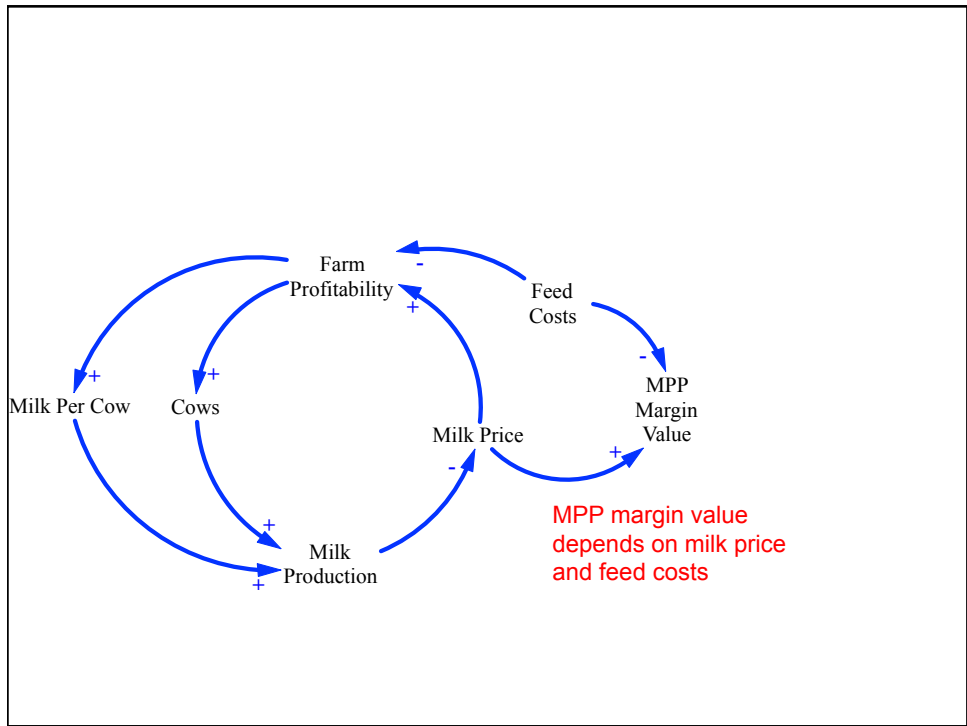 Farm
Profitability
-
Feed
Costs
+
-
+
+
Milk Per Cow
Cows
MPP
Margin
Value
Milk Price
+
-
+
Milk
Production
+
MPP margin value
depends on milk price
and feed costs